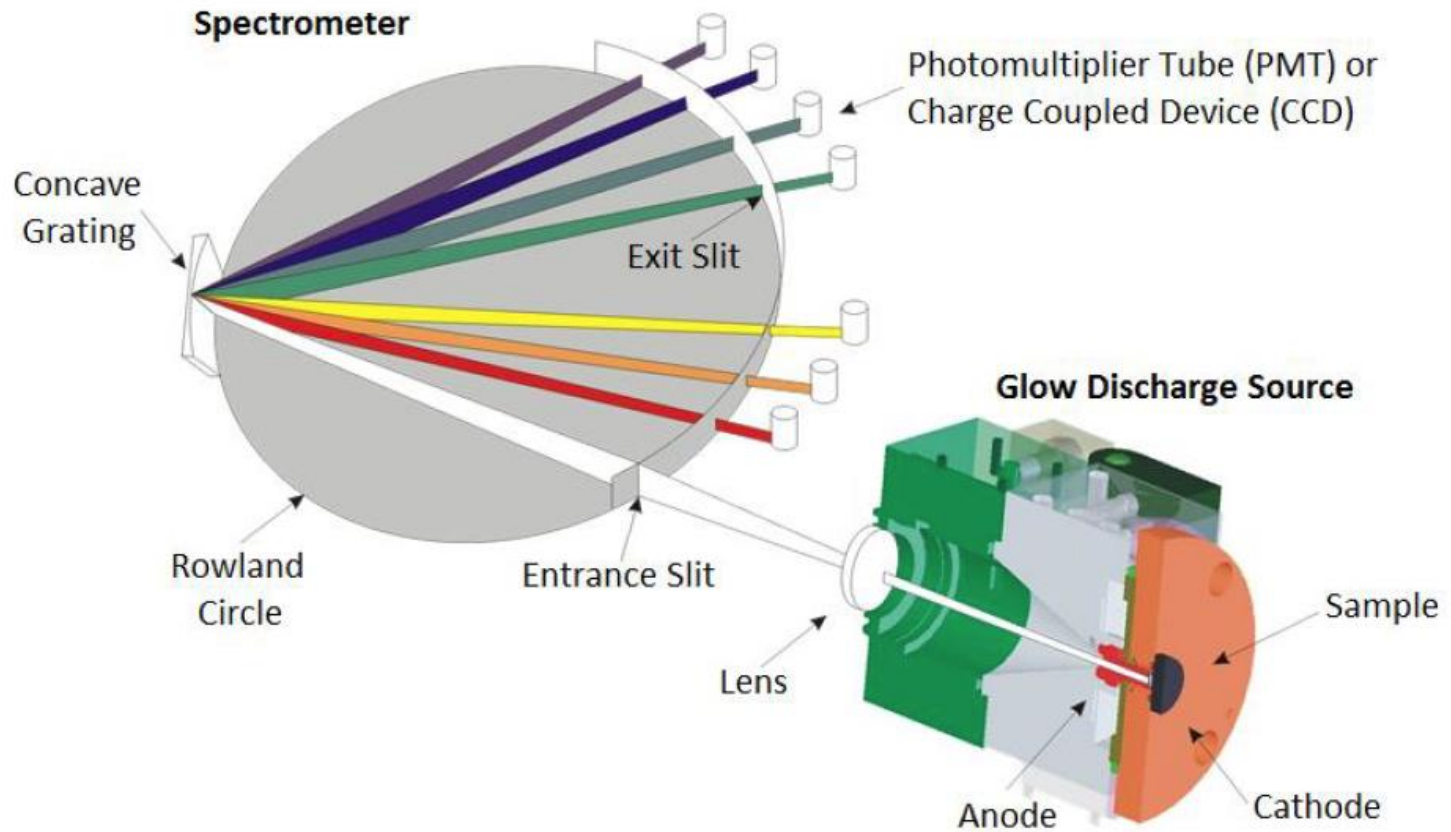 Spectrometer
Photomultiplier Tube (PMT) or
Charge Coupled Device (CCD)
Concave
Grating
Exit Slit
Glow Discharge Source
Rowland
Circle
Entrance Slit
Lens
Sample
Anode
Cathode